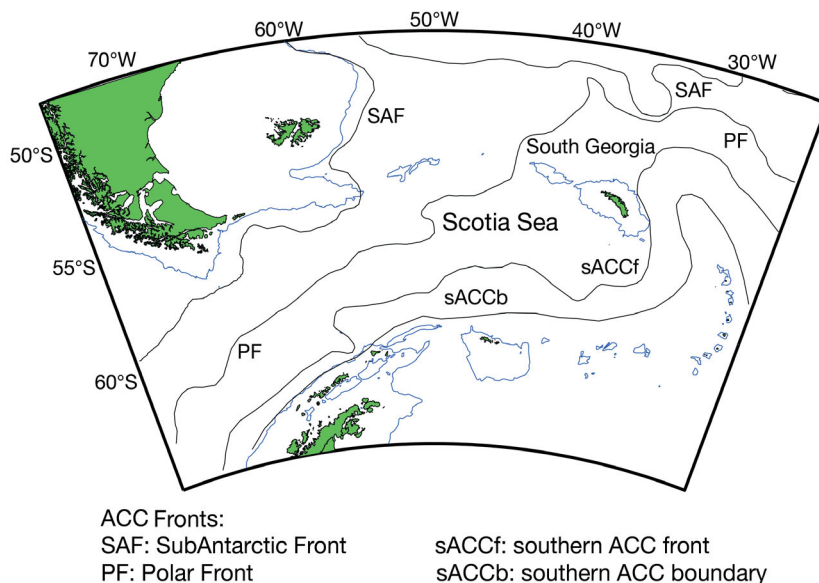 50°W
60°W
40°W
70°W
30°W
SAF
SAF
50°S
South Georgia
PF
Scotia Sea
55°S
sACCf
sACCb
PF
60°S
ACC Fronts:
SAF: SubAntarctic Front
sACCf: southern ACC front
PF: Polar Front
sACCb: southern ACC boundary